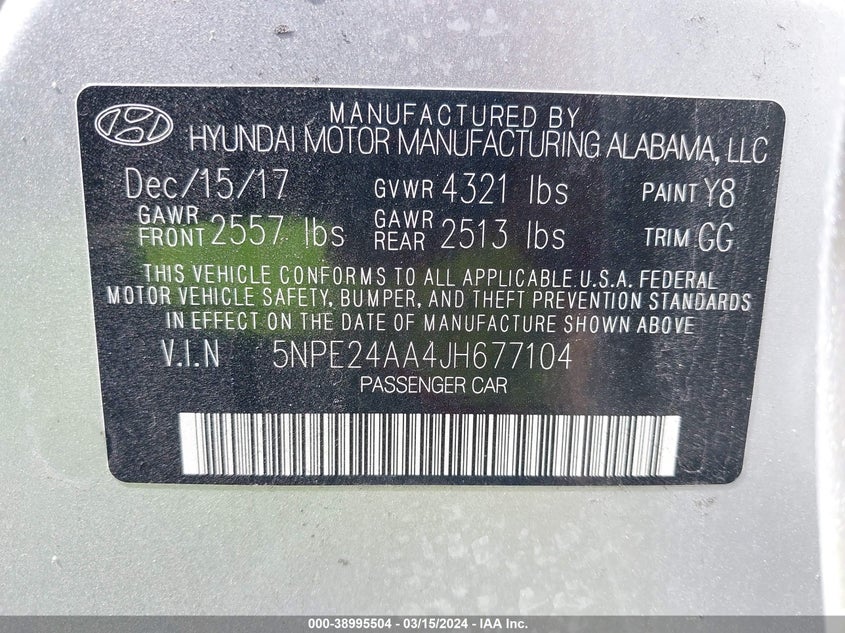 MANUFACTURED BY
HYUNDAI MOTOR MANUFACTURING ALABAMA, LLC
Dec/15/17 GVWR 4321 lbs PAINT Y8
GAWR FRONT 2557 lbs GAWR REAR 2513 lbs TRIM GG
THIS VEHICLE CONFORMS TO ALL APPLICABLE U.S.A. FEDERAL
MOTOR VEHICLE SAFETY, BUMPER, AND THEFT PREVENTION STANDARDS
IN EFFECT ON THE DATE OF MANUFACTURE SHOWN ABOVE
V.I.N 5NPE24AA4JH677104
PASSENGER CAR
000-38995504 - 03/15/2024 - IAA Inc.